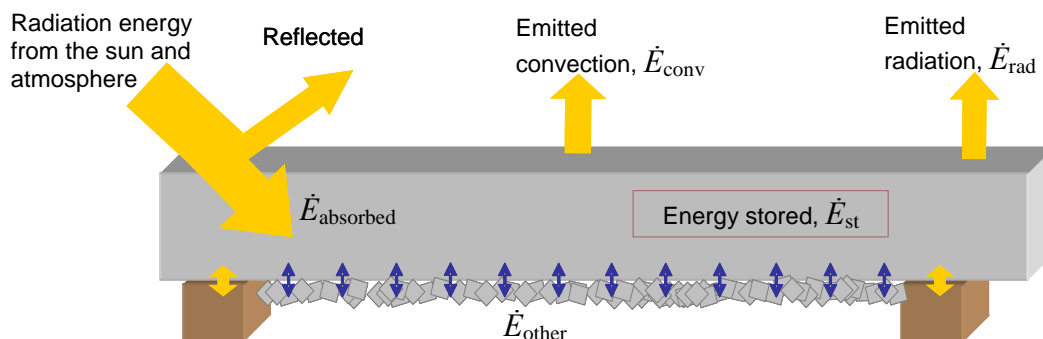 Radiation energy
from the sun and
atmosphere
Reflected
Emitted
convection, Ė_conv
Emitted
radiation, Ė_rad
Ė_absorbed
Energy stored, Ė_st
Ė_other